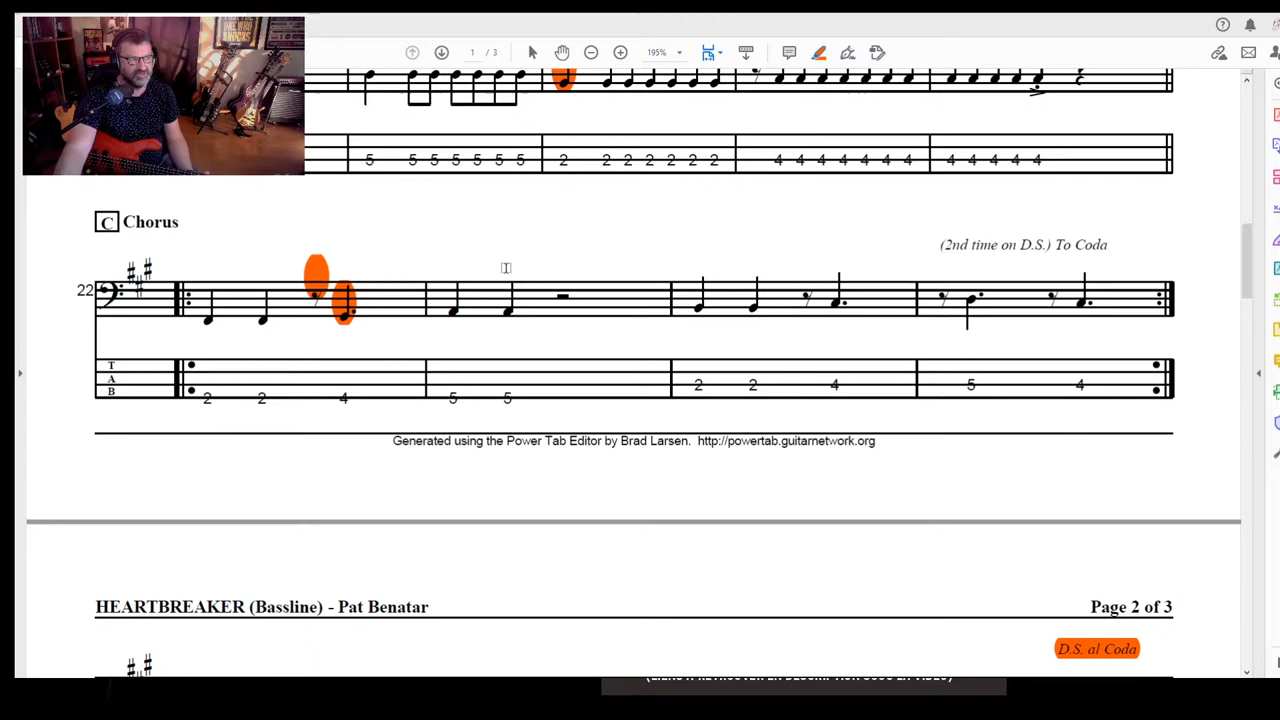 ONE WHO
KNOCKS
1 / 3
195%
5 5 5 5 5 5 5 2 2 2 2 2 2 2 4 4 4 4 4 4 4 4 4 4 4 4
C Chorus
(2nd time on D.S.) To Coda
22
T
A
B
2 2 4 5 5 2 2 4 5 4
Generated using the Power Tab Editor by Brad Larsen. http://powertab.guitarnetwork.org
HEARTBREAKER (Bassline) - Pat Benatar Page 2 of 3
D.S. al Coda